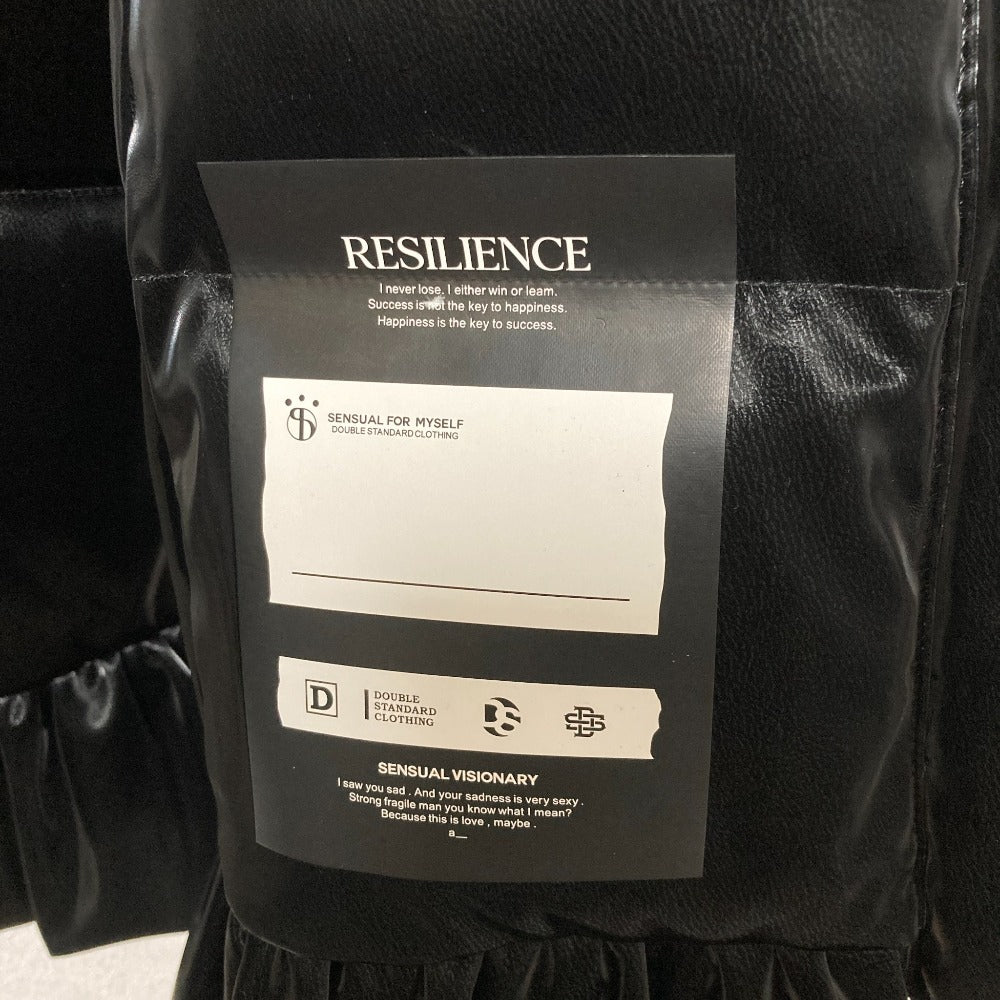 RESILIENCE
I never lose. I either win or learn.
Success is not the key to happiness.
Happiness is the key to success.
SENSUAL FOR MYSELF
DOUBLE STANDARD CLOTHING
D
DOUBLE
STANDARD
CLOTHING
DS
SENSUAL VISIONARY
I saw you sad . And your sadness is very sexy .
Strong fragile man you know what I mean?
Because this is love , maybe .
a__